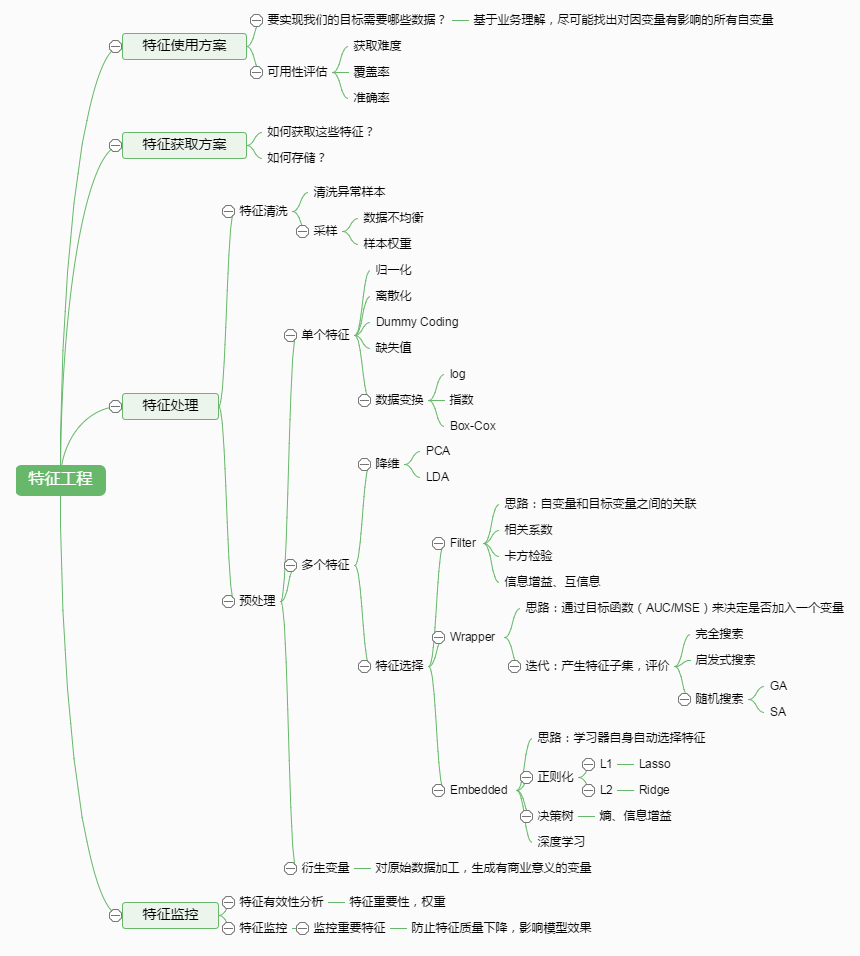 要实现我们的目标需要哪些数据？ 基于业务理解，尽可能找出对因变量有影响的所有自变量
特征使用方案
获取难度
可用性评估
覆盖率
准确率
如何获取这些特征？
特征获取方案
如何存储？
清洗异常样本
特征清洗
数据不均衡
采样
样本权重
归一化
离散化
Dummy Coding
单个特征
缺失值
log
数据变换
指数
Box-Cox
特征处理
PCA
降维
LDA
特征工程
思路：自变量和目标变量之间的关联
相关系数
Filter
卡方检验
多个特征
信息增益、互信息
预处理
思路：通过目标函数（AUC/MSE）来决定是否加入一个变量
Wrapper
完全搜索
特征选择
迭代：产生特征子集，评价
启发式搜索
随机搜索
GA
SA
思路：学习器自身自动选择特征
L1
Lasso
正则化
Embedded
L2
Ridge
决策树
熵、信息增益
深度学习
衍生变量
对原始数据加工，生成有商业意义的变量
特征有效性分析
特征重要性，权重
特征监控
特征监控
监控重要特征
防止特征质量下降，影响模型效果